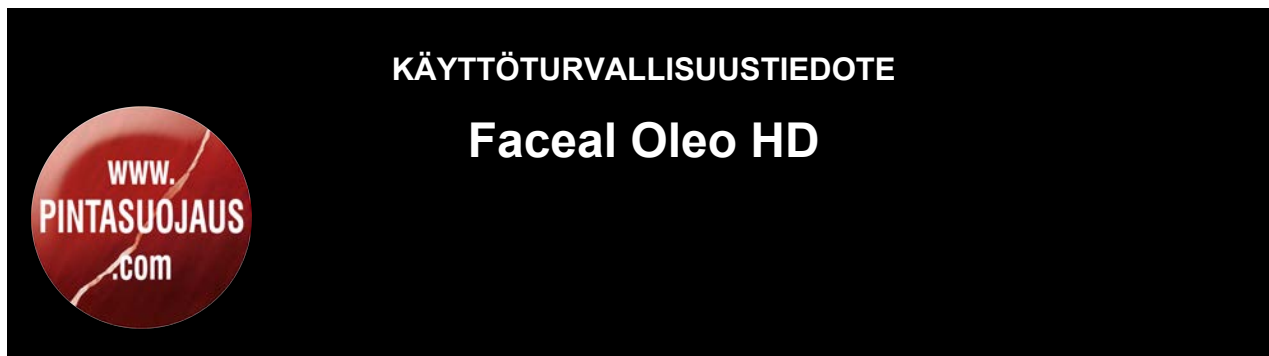 KÄYTTÖTURVALLISUUSTIEDOTE
Faceal Oleo HD
www.
PINTASUOJAUS
.com